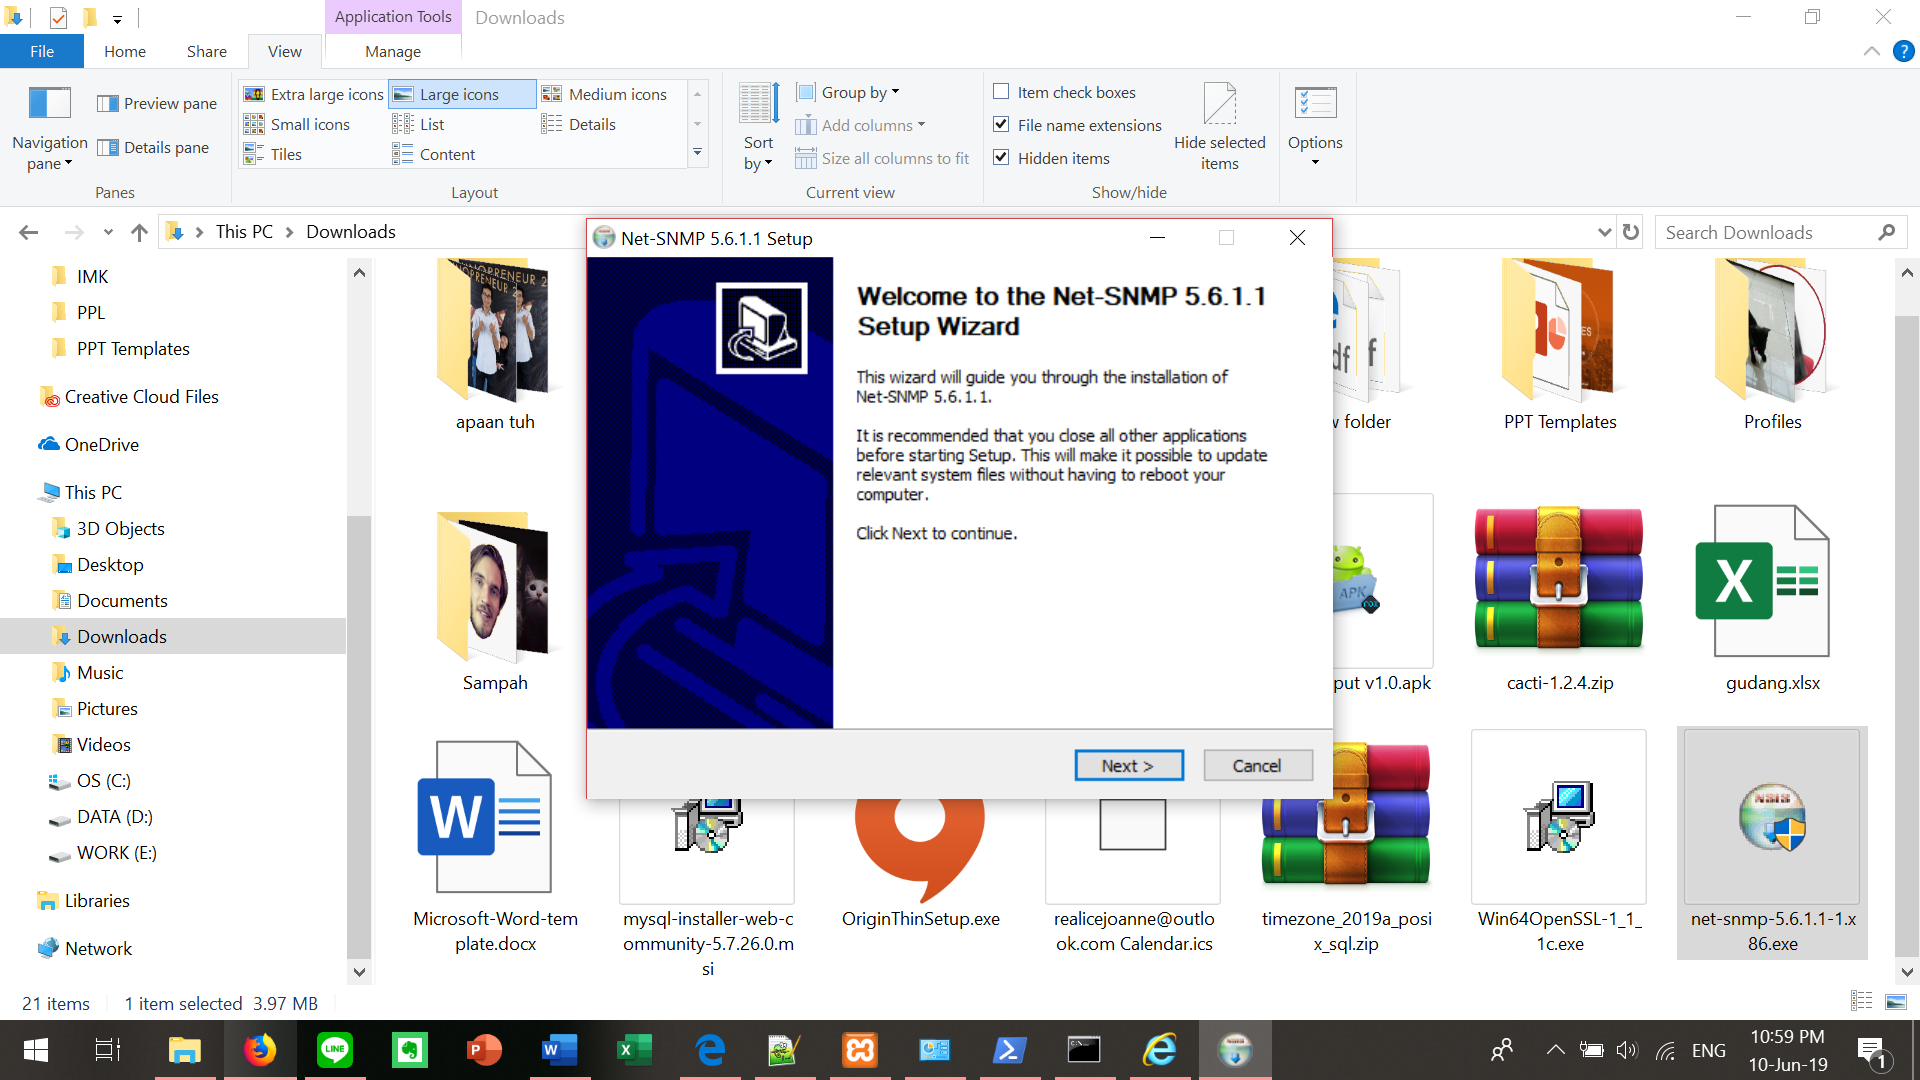 Application Tools
Downloads
File
Home
Share
View
Manage
Navigation
pane
Preview pane
Details pane
Panes
Extra large icons
Large icons
Medium icons
Small icons
List
Details
Tiles
Content
Layout
Sort
by
Group by
Add columns
Size all columns to fit
Current view
Item check boxes
File name extensions
Hidden items
Hide selected
items
Show/hide
Options
This PC
Downloads
Search Downloads
IMK
PPL
PPT Templates
Creative Cloud Files
OneDrive
This PC
3D Objects
Desktop
Documents
Downloads
Music
Pictures
Videos
OS (C:)
DATA (D:)
WORK (E:)
Libraries
Network
Net-SNMP 5.6.1.1 Setup
Welcome to the Net-SNMP 5.6.1.1
Setup Wizard
This wizard will guide you through the installation of
Net-SNMP 5.6.1.1.
It is recommended that you close all other applications
before starting Setup. This will make it possible to update
relevant system files without having to reboot your
computer.
Click Next to continue.
Next >
Cancel
apaan tuh
folder
PPT Templates
Profiles
Sampah
APK
put v1.0.apk
cacti-1.2.4.zip
X
gudang.xlsx
W
NSIS
Microsoft-Word-tem
plate.docx
mysql-installer-web-c
ommunity-5.7.26.0.m
si
OriginThinSetup.exe
realicejoanne@outlo
ok.com Calendar.ics
timezone_2019a_posi
x_sql.zip
Win64OpenSSL-1_1_
1c.exe
net-snmp-5.6.1.1-1.x
86.exe
21 items
1 item selected 3.97 MB
LINE
ENG
10:59 PM
10-Jun-19
1